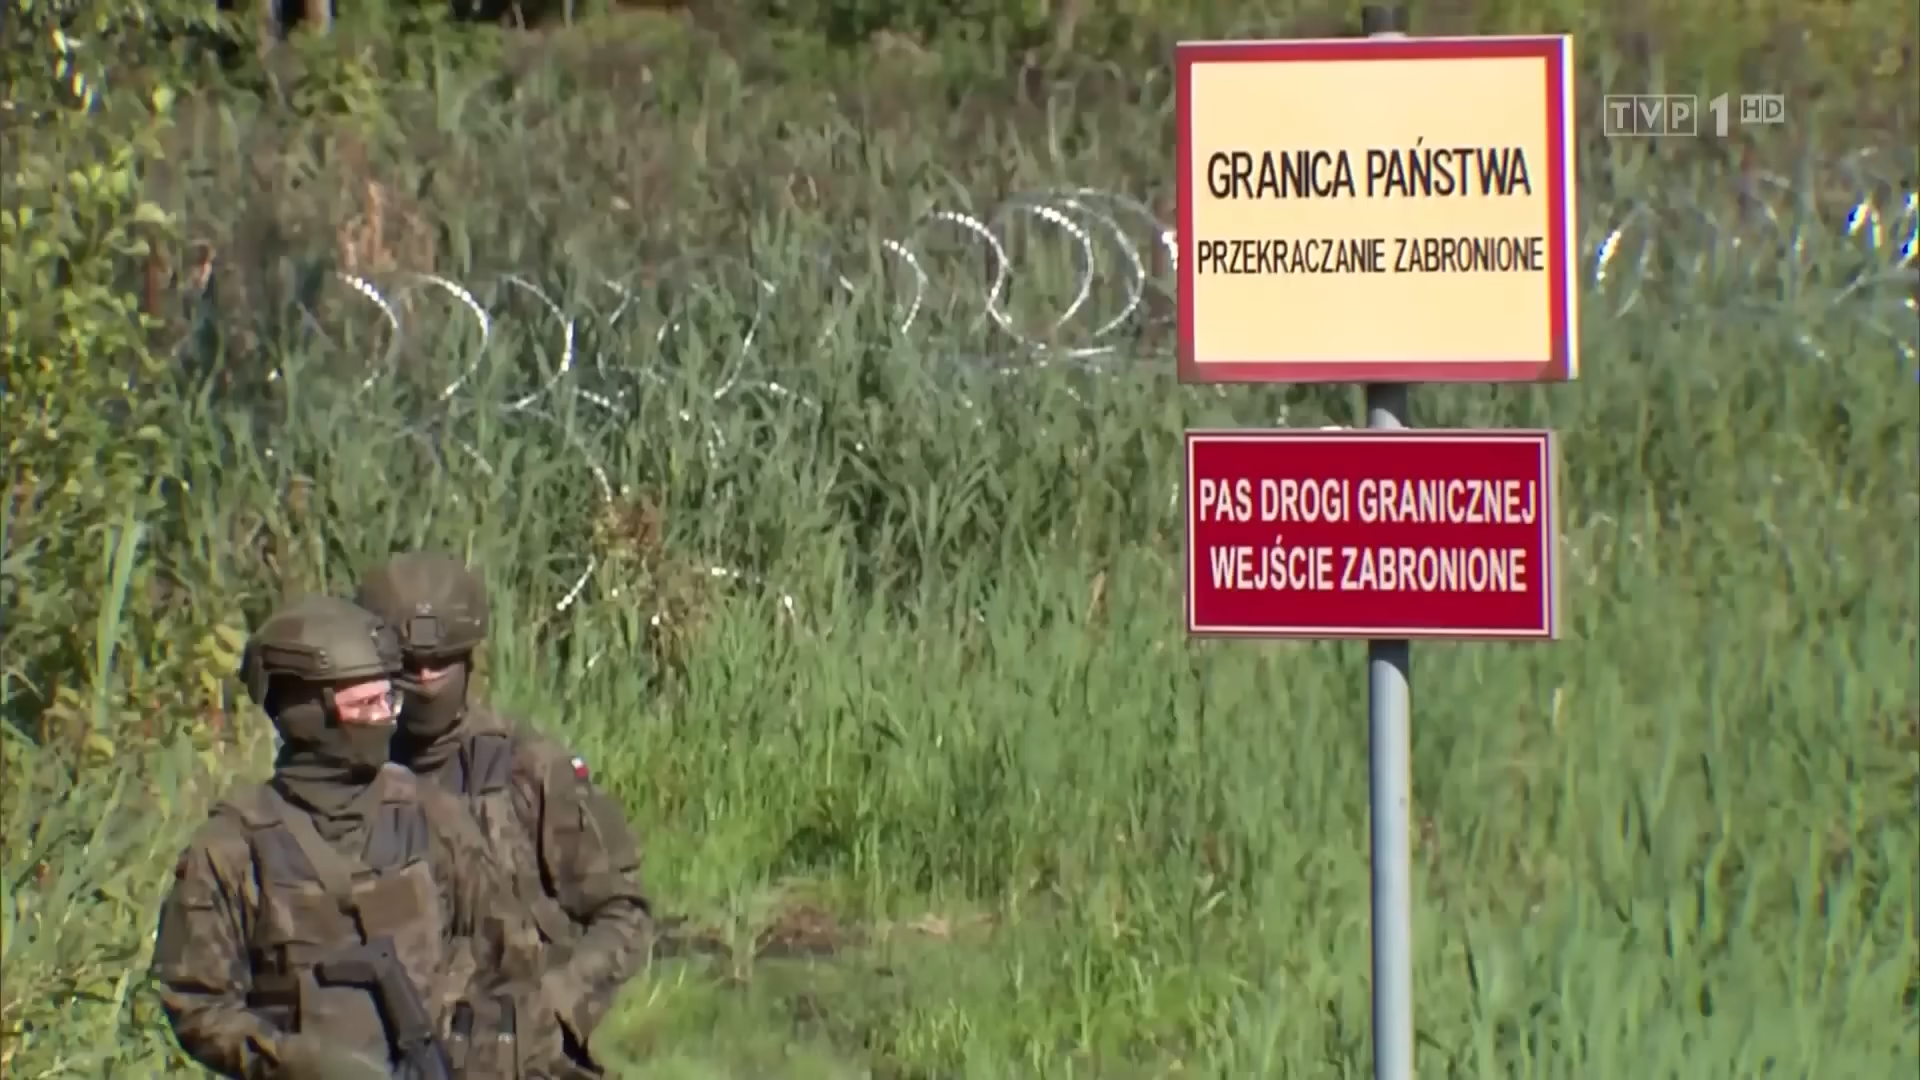 GRANICA PAŃSTWA
PRZEKRACZANIE ZABRONIONE
PAS DROGI GRANICZNEJ
WEJŚCIE ZABRONIONE
TVP 1 HD